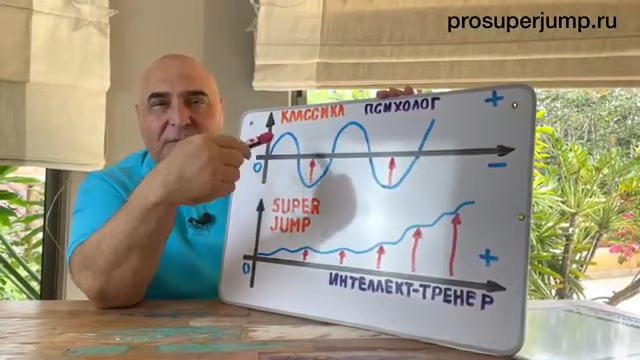 prosuperjump.ru
КЛАССИКА ПСИХОЛОГ
+
0
−
SUPER
JUMP
+
0
ИНТЕЛЛЕКТ-ТРЕНЕР